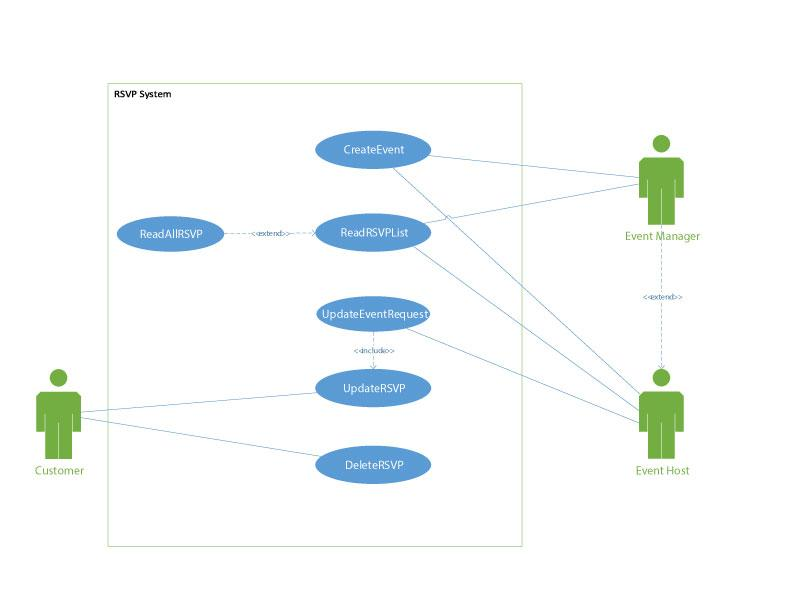 RSVP System
CreateEvent
ReadAllRSVP
<<extend>>
ReadRSVPList
Event Manager
UpdateEventRequest
<<extend>>
<<include>>
UpdateRSVP
DeleteRSVP
Customer
Event Host